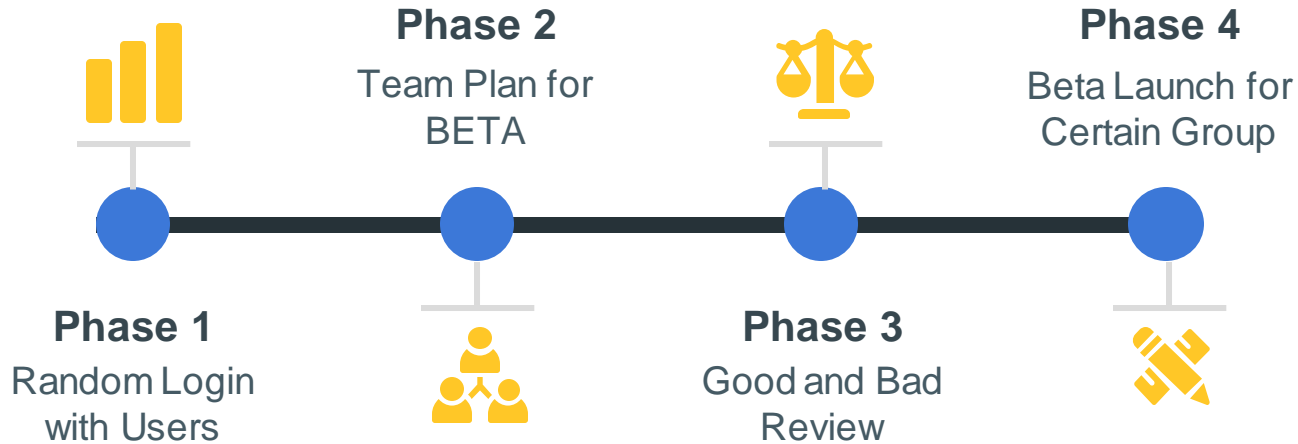 Phase 1
Random Login
with Users
Phase 2
Team Plan for
BETA
Phase 3
Good and Bad
Review
Phase 4
Beta Launch for
Certain Group